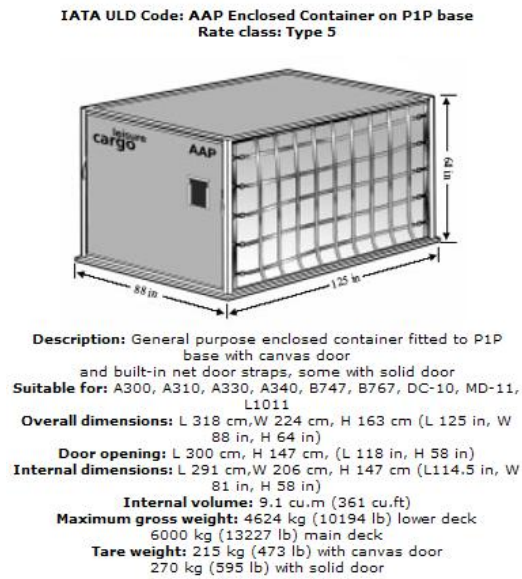 IATA ULD Code: AAP Enclosed Container on P1P base
Rate class: Type 5
leisure
cargo
AAP
64 in
88 in
125 in
Description: General purpose enclosed container fitted to P1P
base with canvas door
and built-in net door straps, some with solid door
Suitable for: A300, A310, A330, A340, B747, B767, DC-10, MD-11,
L1011
Overall dimensions: L 318 cm,W 224 cm, H 163 cm (L 125 in, W
88 in, H 64 in)
Door opening: L 300 cm, H 147 cm, (L 118 in, H 58 in)
Internal dimensions: L 291 cm,W 206 cm, H 147 cm (L114.5 in, W
81 in, H 58 in)
Internal volume: 9.1 cu.m (361 cu.ft)
Maximum gross weight: 4624 kg (10194 lb) lower deck
6000 kg (13227 lb) main deck
Tare weight: 215 kg (473 lb) with canvas door
270 kg (595 lb) with solid door